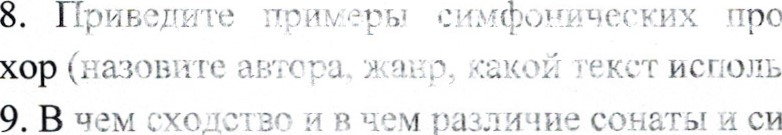 8. Приведите примеры симфонических про
хор (назовите автора, жанр, какой текст исполь
9. В чем сходство и в чем различие сонаты и си